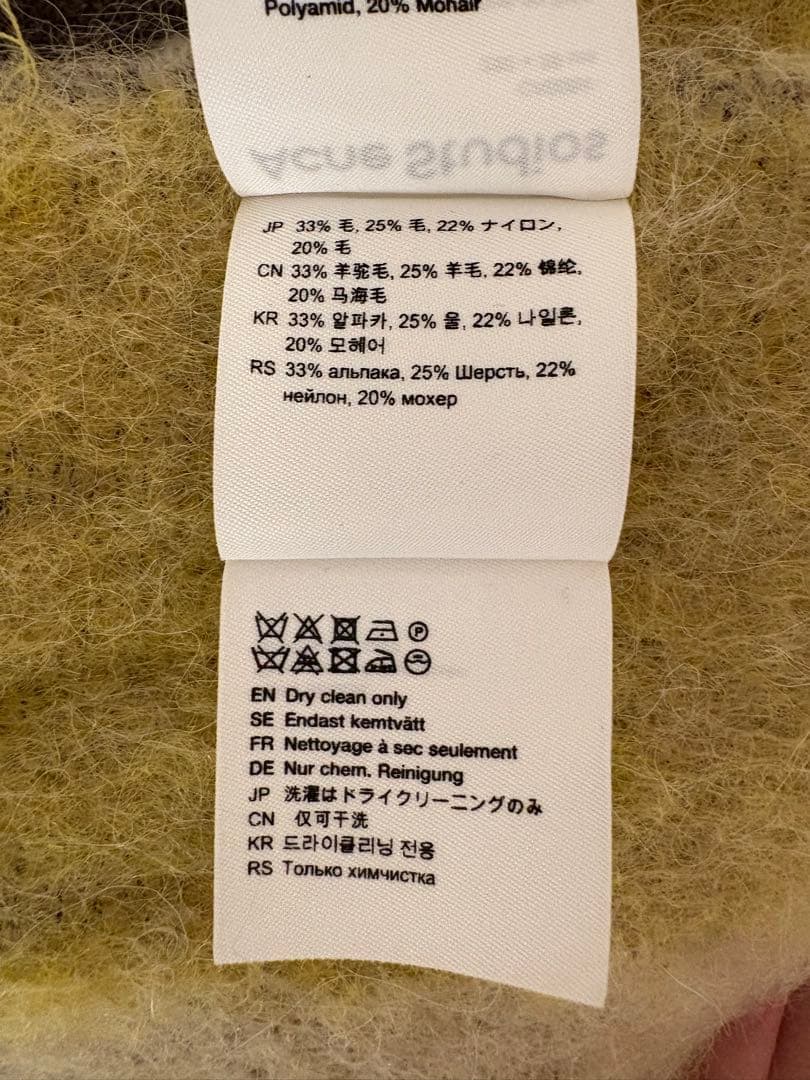 Polyamid, 20% Mohair
Acne Studios
JP 33% 毛, 25% 毛, 22% ナイロン,
20% 毛
CN 33% 羊驼毛, 25% 羊毛, 22% 锦纶,
20% 马海毛
KR 33% 알파카, 25% 울, 22% 나일론,
20% 모헤어
RS 33% альпака, 25% Шерсть, 22%
нейлон, 20% мохер
P
EN Dry clean only
SE Endast kemtvätt
FR Nettoyage à sec seulement
DE Nur chem. Reinigung
JP 洗濯はドライクリーニングのみ
CN 仅可干洗
KR 드라이클리닝 전용
RS Только химчистка